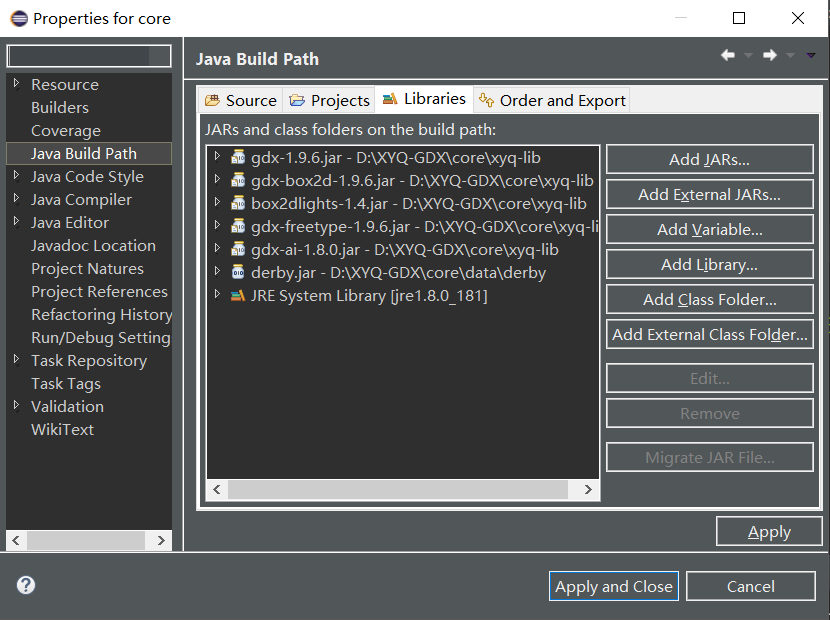 Properties for core
Java Build Path
Resource
Builders
Coverage
Java Build Path
Java Code Style
Java Compiler
Java Editor
Javadoc Location
Project Natures
Project References
Refactoring History
Run/Debug Setting
Task Repository
Task Tags
Validation
WikiText
Source
Projects
Libraries
Order and Export
JARs and class folders on the build path:
gdx-1.9.6.jar - D:\XYQ-GDX\core\xyq-lib
gdx-box2d-1.9.6.jar - D:\XYQ-GDX\core\xyq-lib
box2dlights-1.4.jar - D:\XYQ-GDX\core\xyq-lib
gdx-freetype-1.9.6.jar - D:\XYQ-GDX\core\xyq-li
gdx-ai-1.8.0.jar - D:\XYQ-GDX\core\xyq-lib
derby.jar - D:\XYQ-GDX\core\data\derby
JRE System Library [jre1.8.0_181]
Add JARs...
Add External JARs...
Add Variable...
Add Library...
Add Class Folder...
Add External Class Folder...
Edit...
Remove
Migrate JAR File...
Apply
?
Apply and Close
Cancel